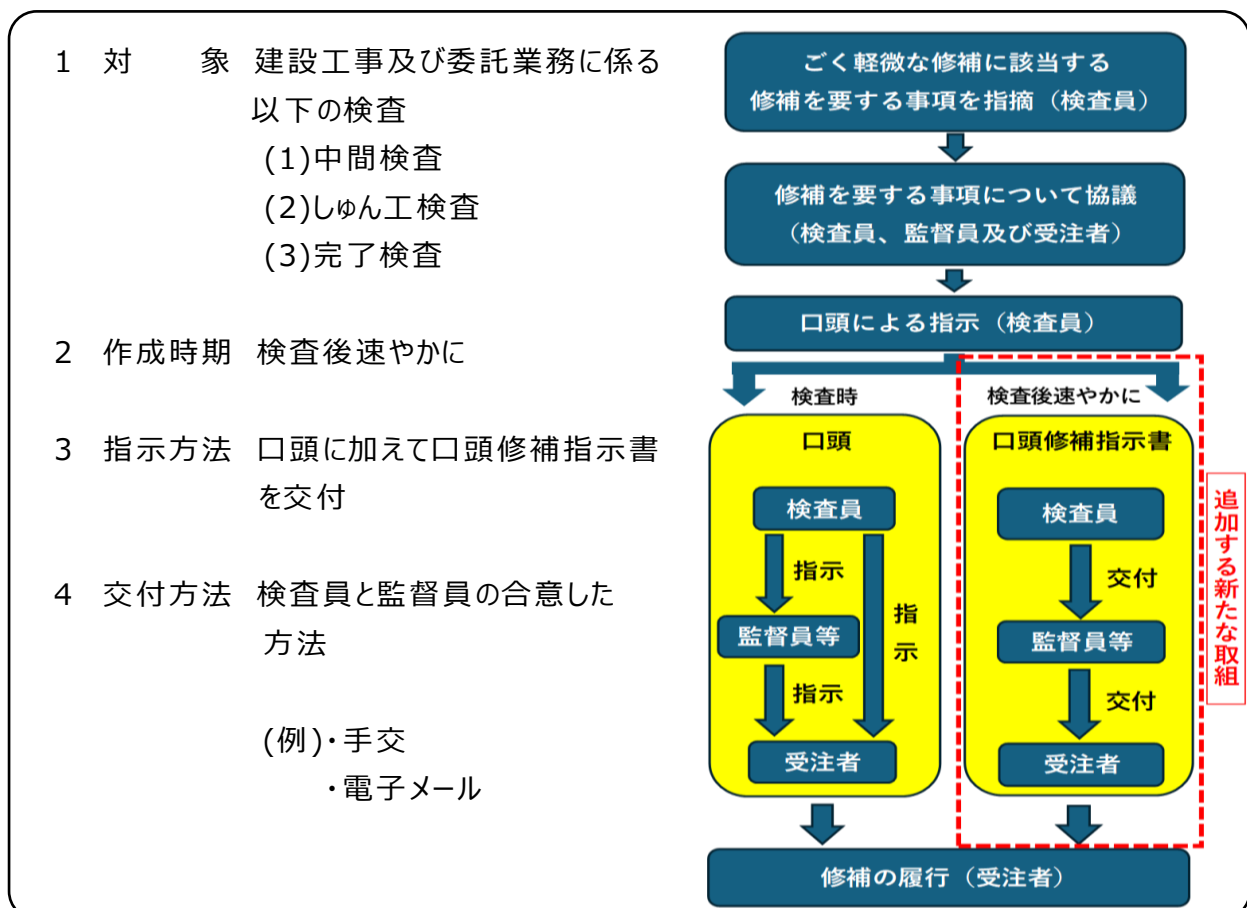 1 対　　象 建設工事及び委託業務に係る
以下の検査
(1)中間検査
(2)しゅん工検査
(3)完了検査
2 作成時期 検査後速やかに
3 指示方法 口頭に加えて口頭修補指示書
を交付
4 交付方法 検査員と監督員の合意した
方法
(例)・手交
・電子メール
ごく軽微な修補に該当する
修補を要する事項を指摘（検査員）
修補を要する事項について協議
（検査員、監督員及び受注者）
口頭による指示（検査員）
検査時
口頭
検査員
指示
指示
監督員等
指示
受注者
検査後速やかに
口頭修補指示書
検査員
交付
監督員等
交付
受注者
追加する新たな取組
修補の履行（受注者）